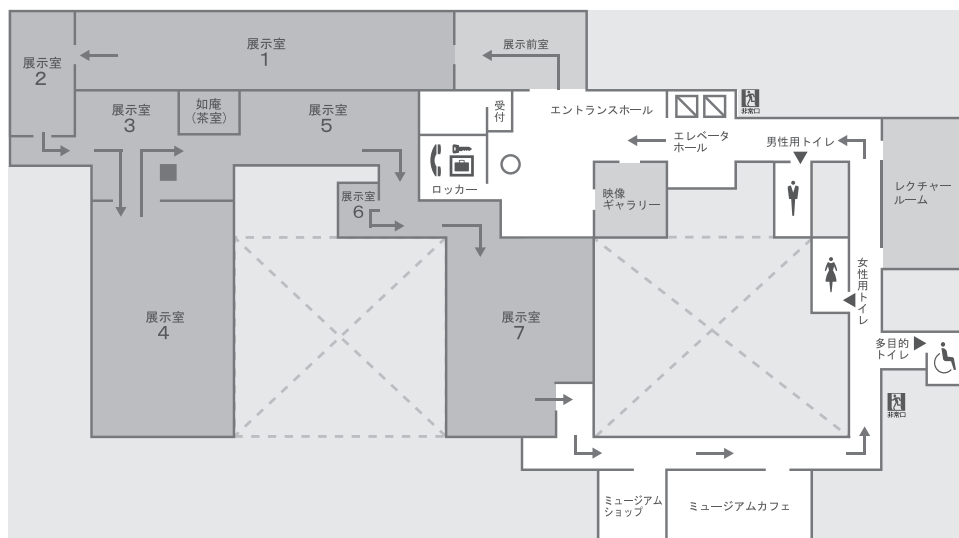 展示室
1
展示前室
展示室
2
展示室
3
如庵
（茶室）
展示室
5
受付
エントランスホール
非常口
エレベータ
ホール
男性用トイレ
ロッカー
展示室
6
映像
ギャラリー
レクチャー
ルーム
女性用トイレ
展示室
4
展示室
7
多目的
トイレ
非常口
ミュージアム
ショップ
ミュージアムカフェ